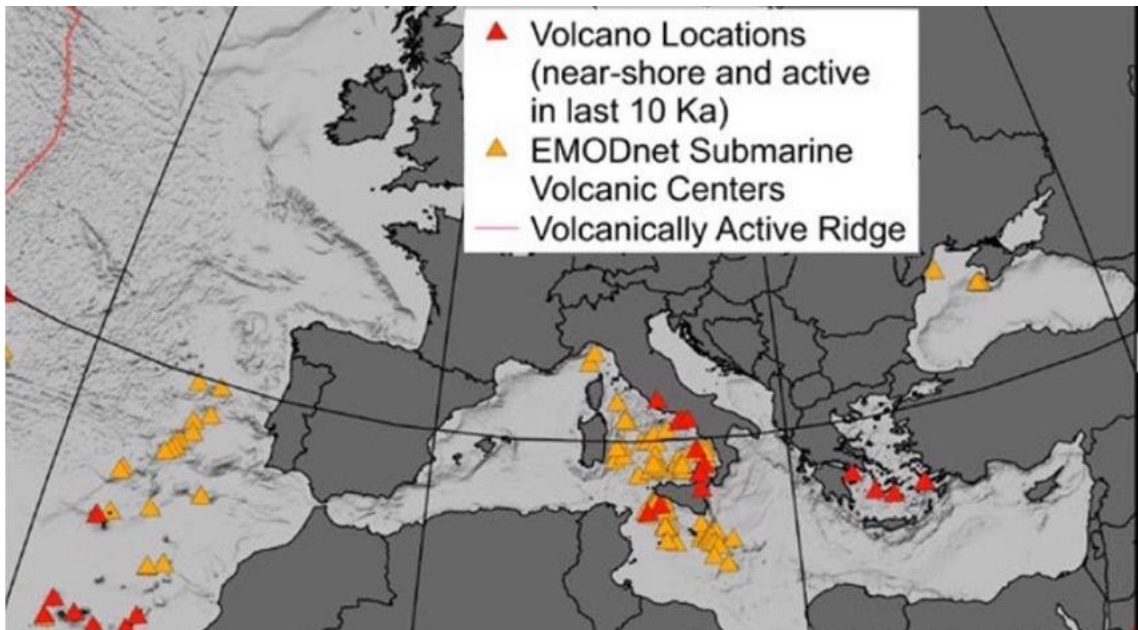 Volcano Locations
(near-shore and active
in last 10 Ka)
EMODnet Submarine
Volcanic Centers
Volcanically Active Ridge